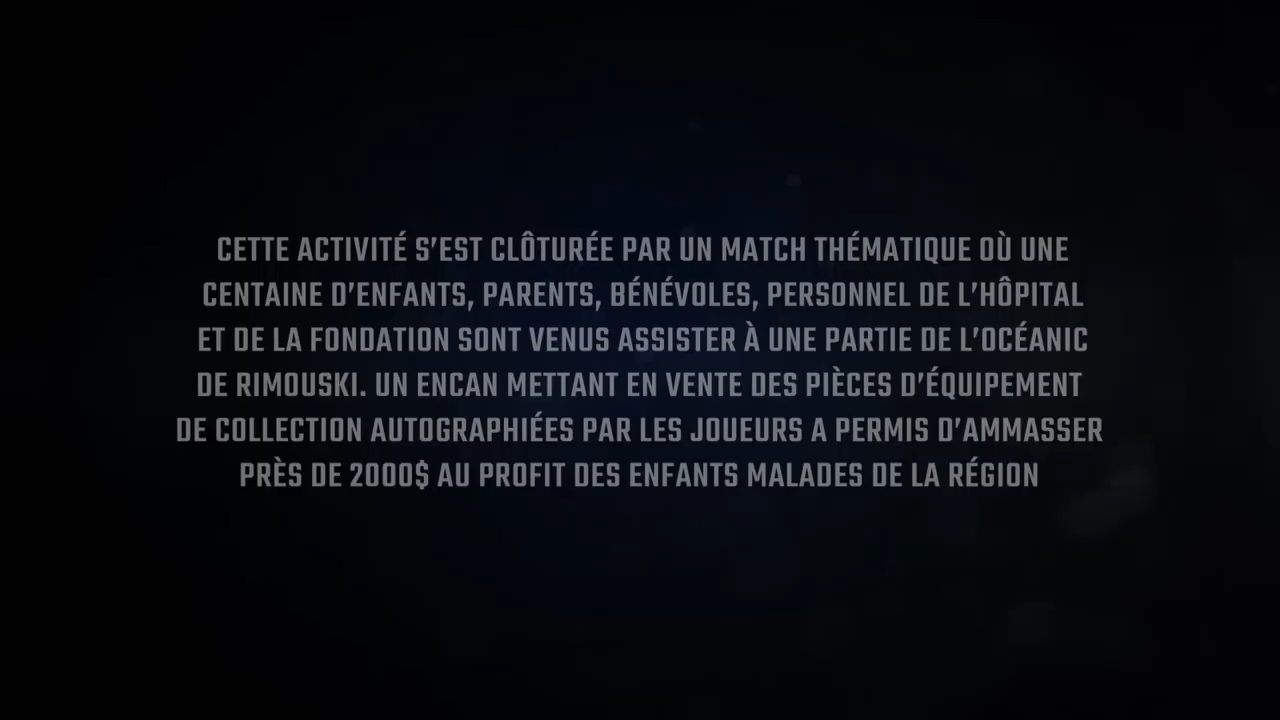 CETTE ACTIVITÉ S'EST CLÔTURÉE PAR UN MATCH THÉMATIQUE OÙ UNE
CENTAINE D'ENFANTS, PARENTS, BÉNÉVOLES, PERSONNEL DE L'HÔPITAL
ET DE LA FONDATION SONT VENUS ASSISTER À UNE PARTIE DE L'OCÉANIC
DE RIMOUSKI. UN ENCAN METTANT EN VENTE DES PIÈCES D'ÉQUIPEMENT
DE COLLECTION AUTOGRAPHIÉES PAR LES JOUEURS A PERMIS D'AMMASSER
PRÈS DE 2000$ AU PROFIT DES ENFANTS MALADES DE LA RÉGION